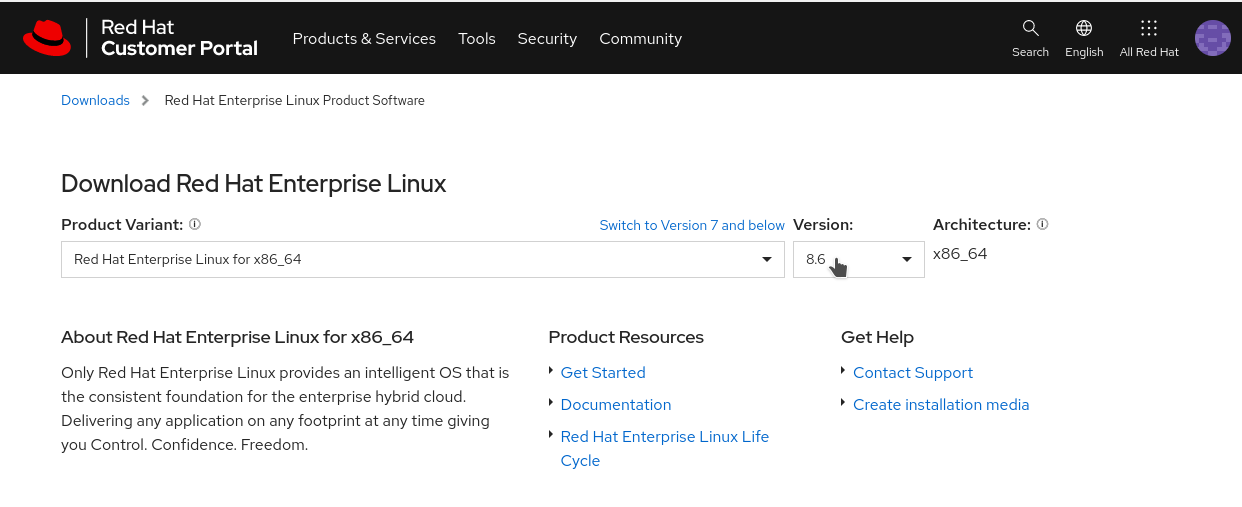 Red Hat
Customer Portal
Products & Services Tools Security Community
Search English All Red Hat
Downloads Red Hat Enterprise Linux Product Software
Download Red Hat Enterprise Linux
Product Variant: Switch to Version 7 and below Version: Architecture:
Red Hat Enterprise Linux for x86_64 8.6 x86_64
About Red Hat Enterprise Linux for x86_64
Only Red Hat Enterprise Linux provides an intelligent OS that is
the consistent foundation for the enterprise hybrid cloud.
Delivering any application on any footprint at any time giving
you Control. Confidence. Freedom.
Product Resources
Get Started
Documentation
Red Hat Enterprise Linux Life
Cycle
Get Help
Contact Support
Create installation media